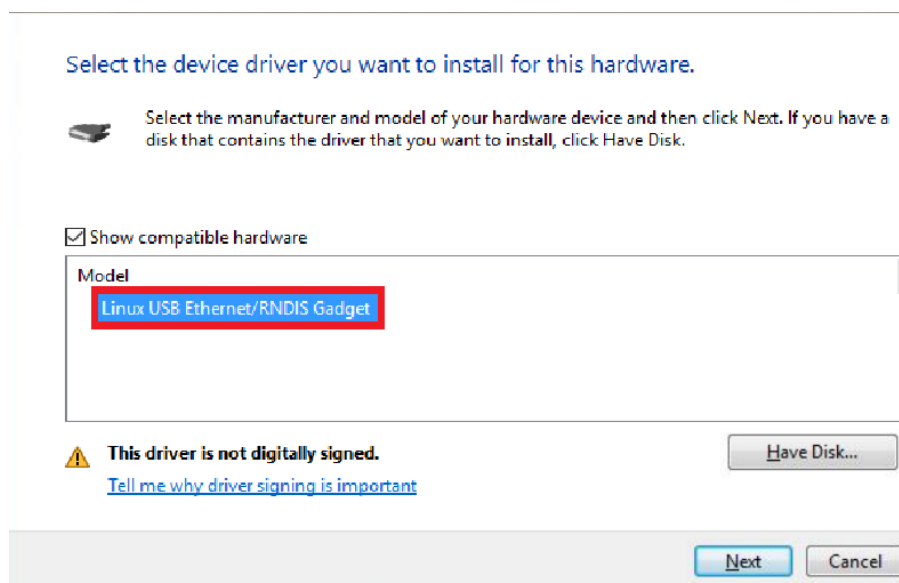 Select the device driver you want to install for this hardware.
Select the manufacturer and model of your hardware device and then click Next. If you have a
disk that contains the driver that you want to install, click Have Disk.
Show compatible hardware
Model
Linux USB Ethernet/RNDIS Gadget
This driver is not digitally signed.
Have Disk...
Tell me why driver signing is important
Next
Cancel